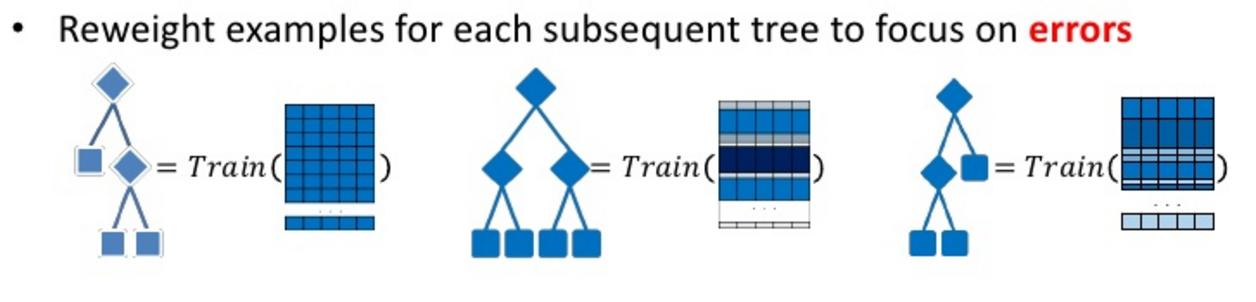 • Reweight examples for each subsequent tree to focus on errors
= Train( ... )
= Train( ... )
= Train( ... )